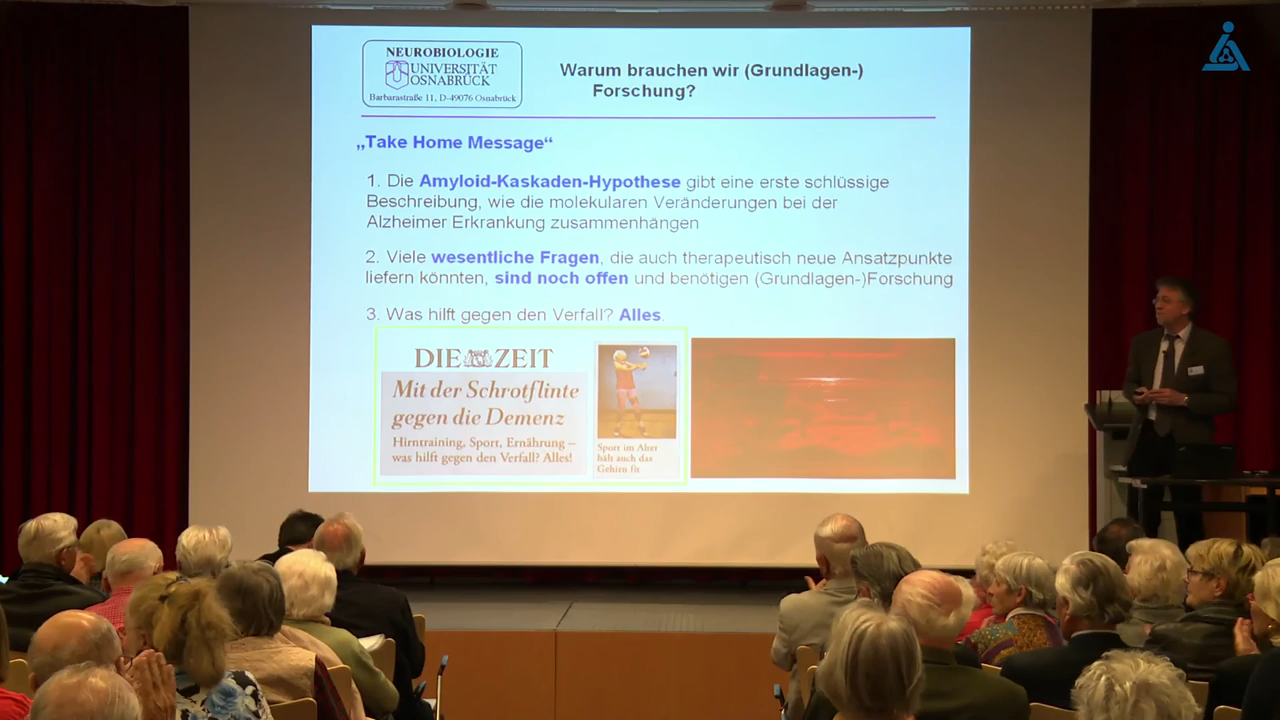 NEUROBIOLOGIE
UNIVERSITÄT
OSNABRÜCK
Barbarastraße 11, D-49076 Osnabrück
Warum brauchen wir (Grundlagen-)
Forschung?
„Take Home Message“
1. Die Amyloid-Kaskaden-Hypothese gibt eine erste schlüssige
Beschreibung, wie die molekularen Veränderungen bei der
Alzheimer Erkrankung zusammenhängen
2. Viele wesentliche Fragen, die auch therapeutisch neue Ansatzpunkte
liefern könnten, sind noch offen und benötigen (Grundlagen-)Forschung
3. Was hilft gegen den Verfall? Alles.
DIE ZEIT
Mit der Schrotflinte
gegen die Demenz
Hirntraining, Sport, Ernährung –
was hilft gegen den Verfall? Alles!
Sport im Alter
hält auch das
Gehirn fit